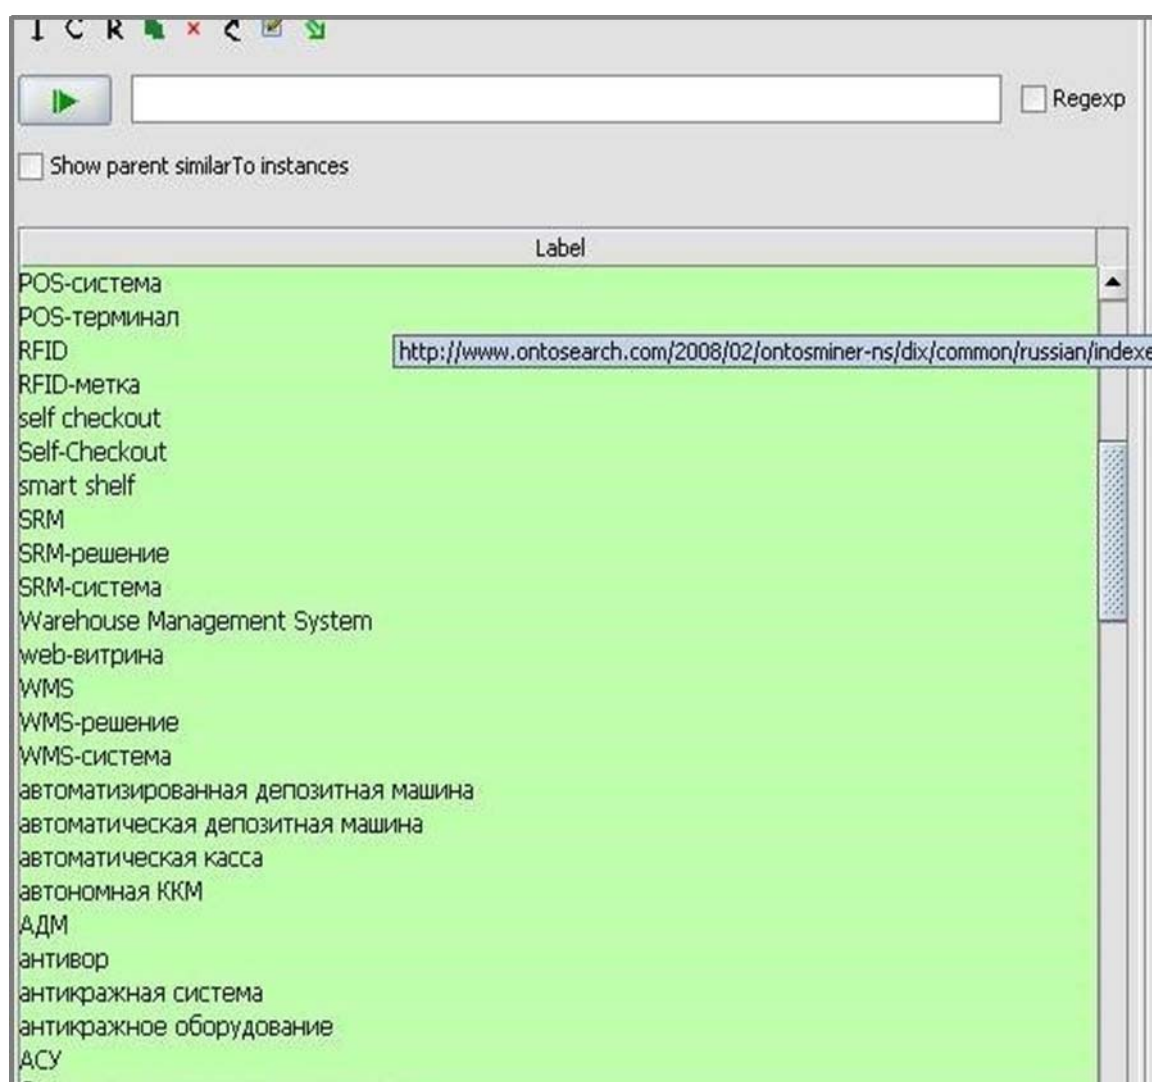 I C R
Regexp
Show parent similarTo instances
Label
POS-система
POS-терминал
RFID
http://www.ontosearch.com/2008/02/ontosminer-ns/dix/common/russian/indexe
RFID-метка
self checkout
Self-Checkout
smart shelf
SRM
SRM-решение
SRM-система
Warehouse Management System
web-витрина
WMS
WMS-решение
WMS-система
автоматизированная депозитная машина
автоматическая депозитная машина
автоматическая касса
автономная ККМ
АДМ
антивор
антикражная система
антикражное оборудование
АСУ